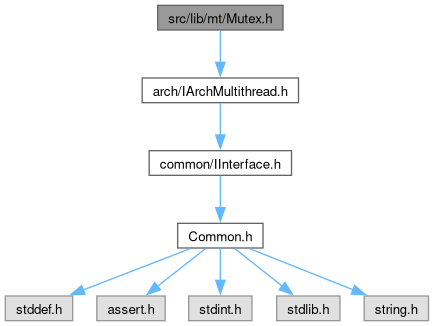 src/lib/mt/Mutex.h
arch/IArchMultithread.h
common/IInterface.h
Common.h
stddef.h
assert.h
stdint.h
stdlib.h
string.h